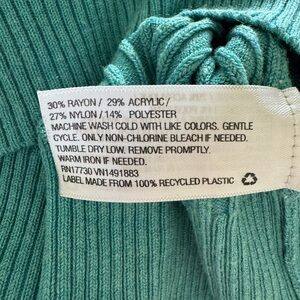 30% RAYON/ 29% ACRYLIC/
27% NYLON/14% POLYESTER
MACHINE WASH COLD WITH LIKE COLORS. GENTLE
CYCLE. ONLY NON-CHLORINE BLEACH IF NEEDED.
TUMBLE DRY LOW. REMOVE PROMPTLY.
WARM IRON IF NEEDED.
RN17730 VN1491883
LABEL MADE FROM 100% RECYCLED PLASTIC